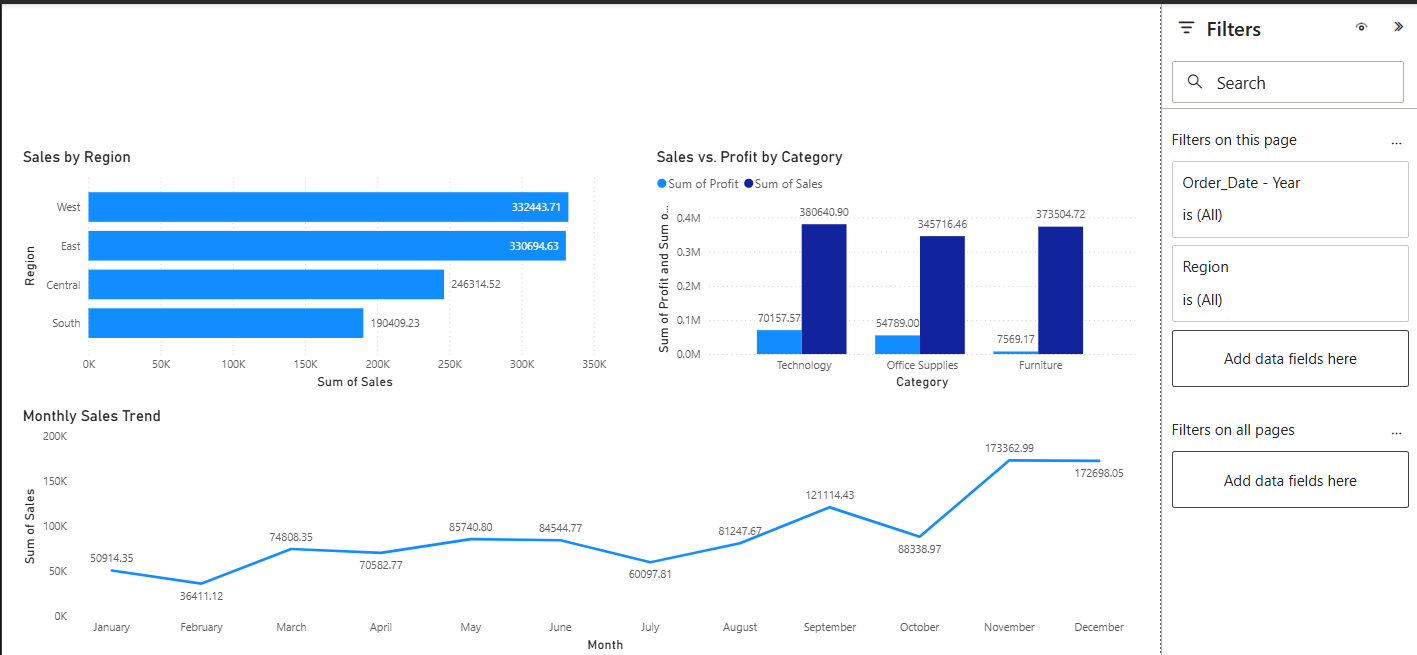 Sales by Region
Region
West 332443.71
East 330694.63
Central 246314.52
South 190409.23
0K 50K 100K 150K 200K 250K 300K 350K
Sum of Sales
Sales vs. Profit by Category
Sum of Profit Sum of Sales
Sum of Profit and Sum o...
0.4M
0.3M
0.2M
0.1M
0.0M
380640.90
345716.46
373504.72
70157.57
54789.00
7569.17
Technology Office Supplies Furniture
Category
Monthly Sales Trend
Sum of Sales
200K
150K
100K
50K
0K
50914.35
36411.12
74808.35
70582.77
85740.80
84544.77
60097.81
81247.67
121114.43
88338.97
173362.99
172698.05
January February March April May June July August September October November December
Month
Filters
Search
Filters on this page ...
Order_Date - Year
is (All)
Region
is (All)
Add data fields here
Filters on all pages ...
Add data fields here